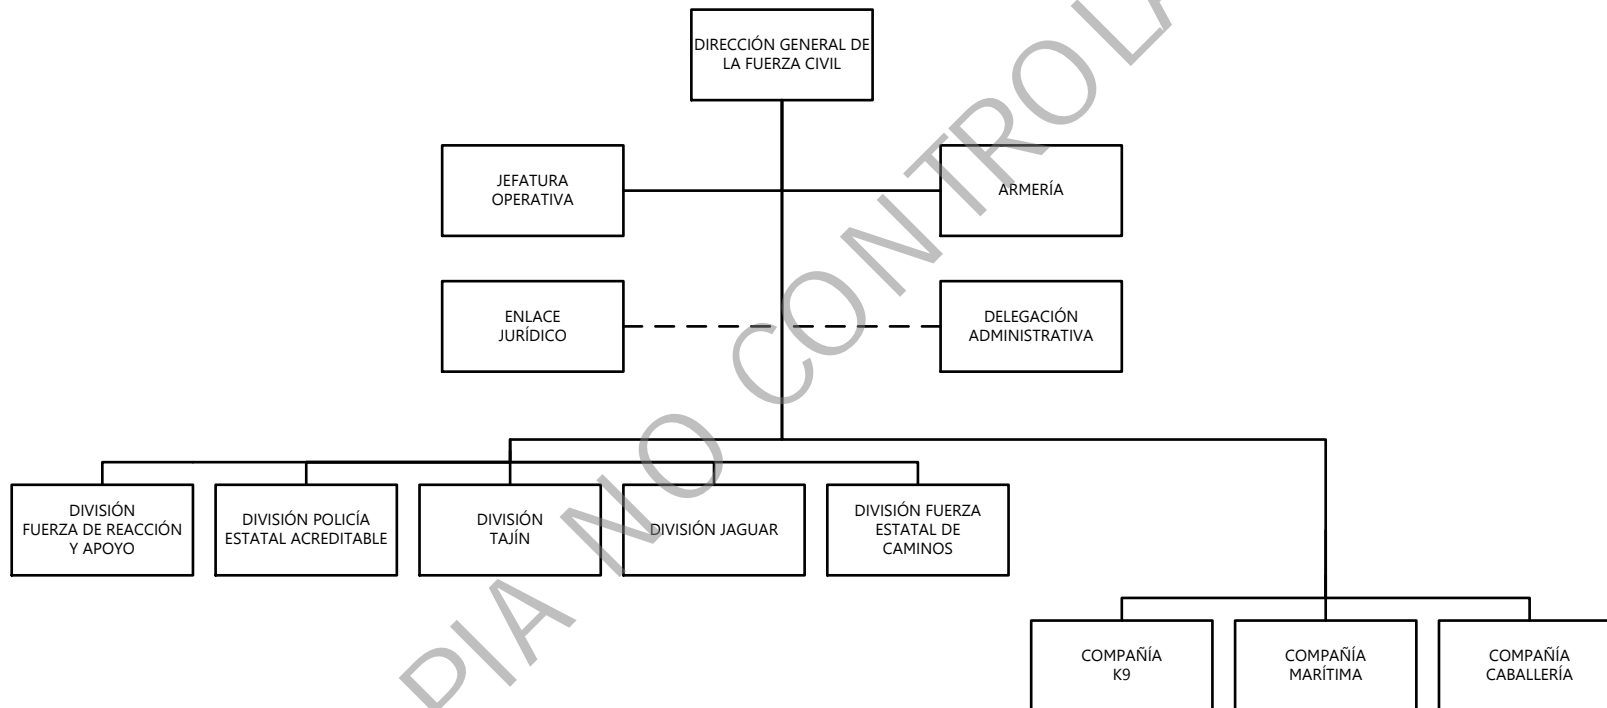 DIRECCIÓN GENERAL DE
LA FUERZA CIVIL
JEFATURA
OPERATIVA
ARMERÍA
ENLACE
JURÍDICO
DELEGACIÓN
ADMINISTRATIVA
DIVISIÓN
FUERZA DE REACCIÓN
Y APOYO
DIVISIÓN POLICÍA
ESTATAL ACREDITABLE
DIVISIÓN
TAJÍN
DIVISIÓN JAGUAR
DIVISIÓN FUERZA
ESTATAL DE
CAMINOS
COMPAÑÍA
K9
COMPAÑÍA
MARÍTIMA
COMPAÑÍA
CABALLERÍA
PIA NO CONTROLA